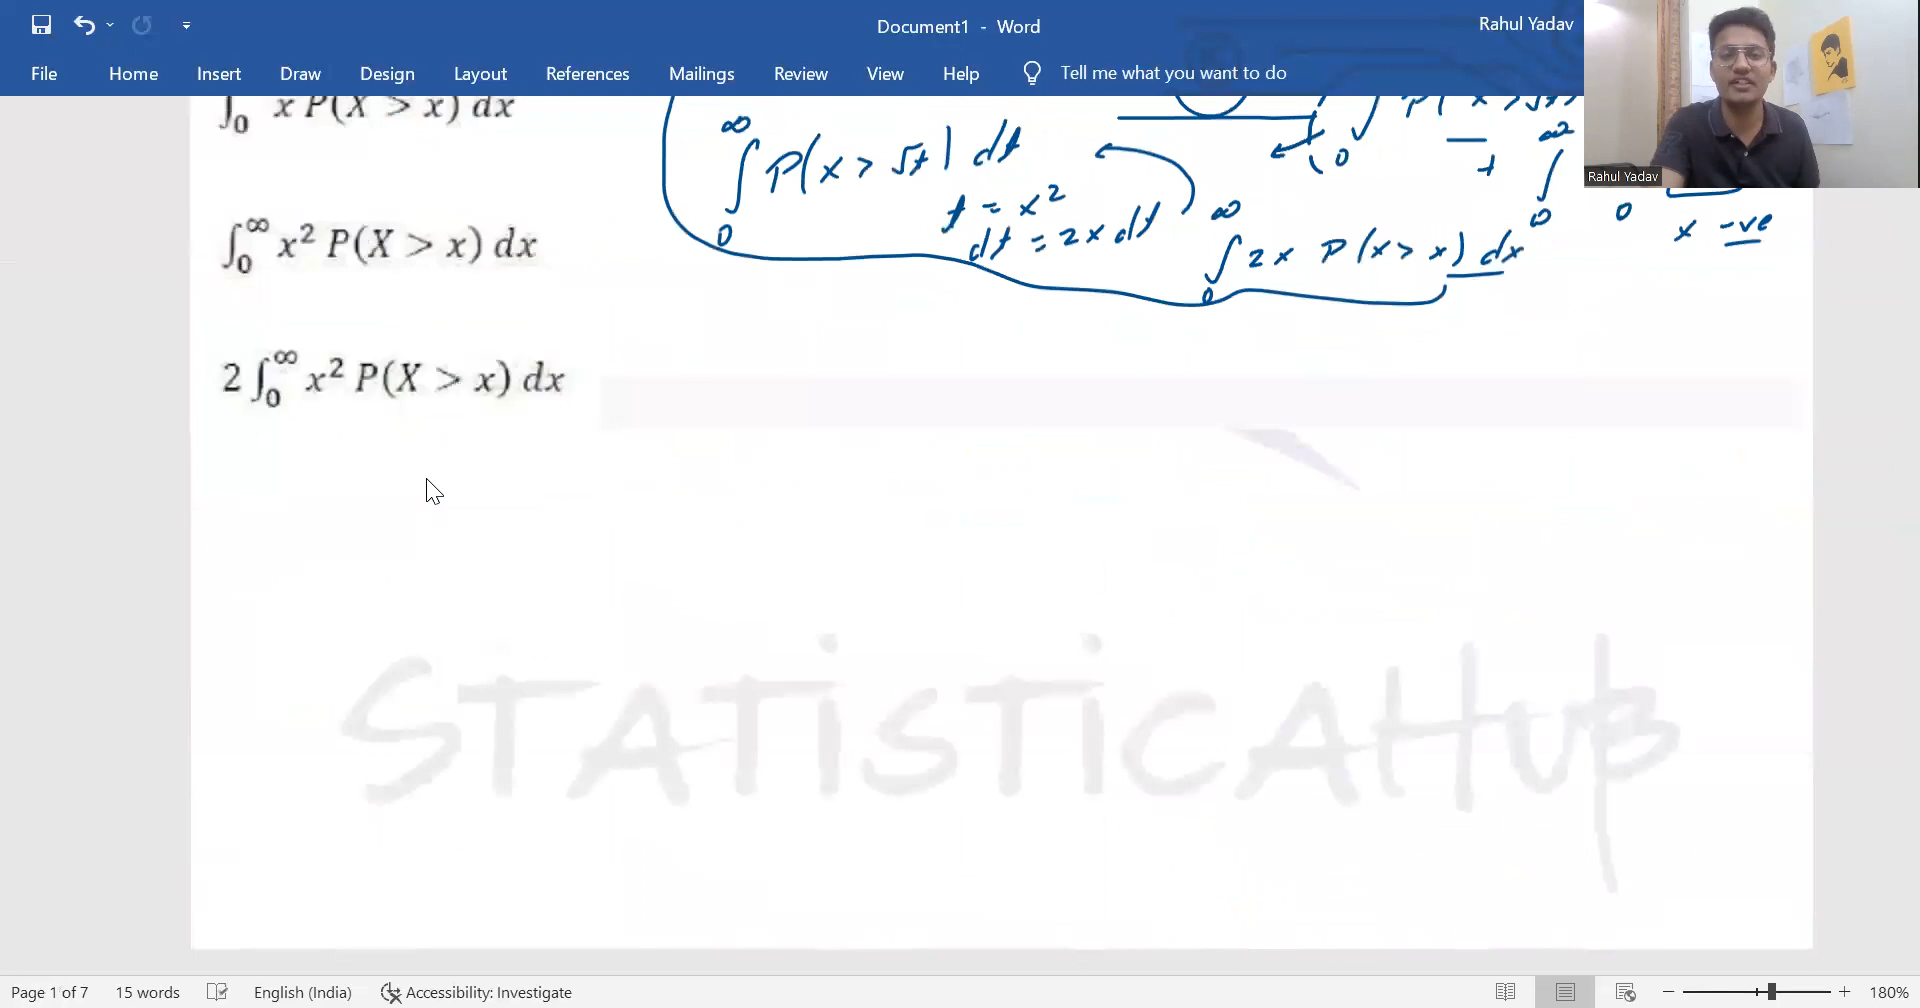 Document1 - Word
Rahul Yadav
File Home Insert Draw Design Layout References Mailings Review View Help Tell me what you want to do
∫₀ x P(X > x) dx
∫₀^∞ P(x > √t) dt
t = x²
dt = 2x dt
∫₀^∞ 2x P(x > x) dx
x -ve
∫₀^∞ x² P(X > x) dx
2 ∫₀^∞ x² P(X > x) dx
Rahul Yadav
STATiSTiCAHUB
Page 1 of 7 15 words English (India) Accessibility: Investigate 180%